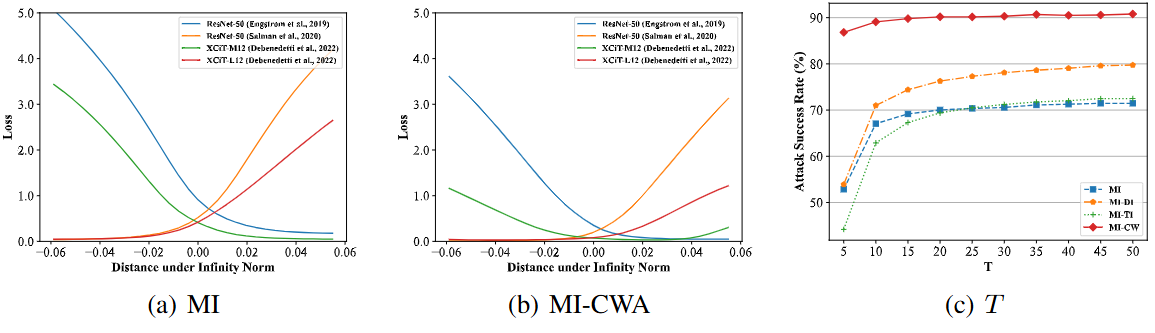 5.0
4.0
3.0
2.0
1.0
0.0
Loss
ResNet-50 (Engstrom et al., 2019)
ResNet-50 (Salman et al., 2020)
XCiT-M12 (Debenedetti et al., 2022)
XCiT-L12 (Debenedetti et al., 2022)
−0.06 −0.04 −0.02 0.00 0.02 0.04 0.06
Distance under Infinity Norm
(a) MI
5.0
4.0
3.0
2.0
1.0
0.0
Loss
ResNet-50 (Engstrom et al., 2019)
ResNet-50 (Salman et al., 2020)
XCiT-M12 (Debenedetti et al., 2022)
XCiT-L12 (Debenedetti et al., 2022)
−0.06 −0.04 −0.02 0.00 0.02 0.04 0.06
Distance under Infinity Norm
(b) MI-CWA
90
80
70
60
50
Attack Success Rate (%)
MI
MI-DI
MI-TI
MI-CW
5 10 15 20 25 30 35 40 45 50
T
(c) T